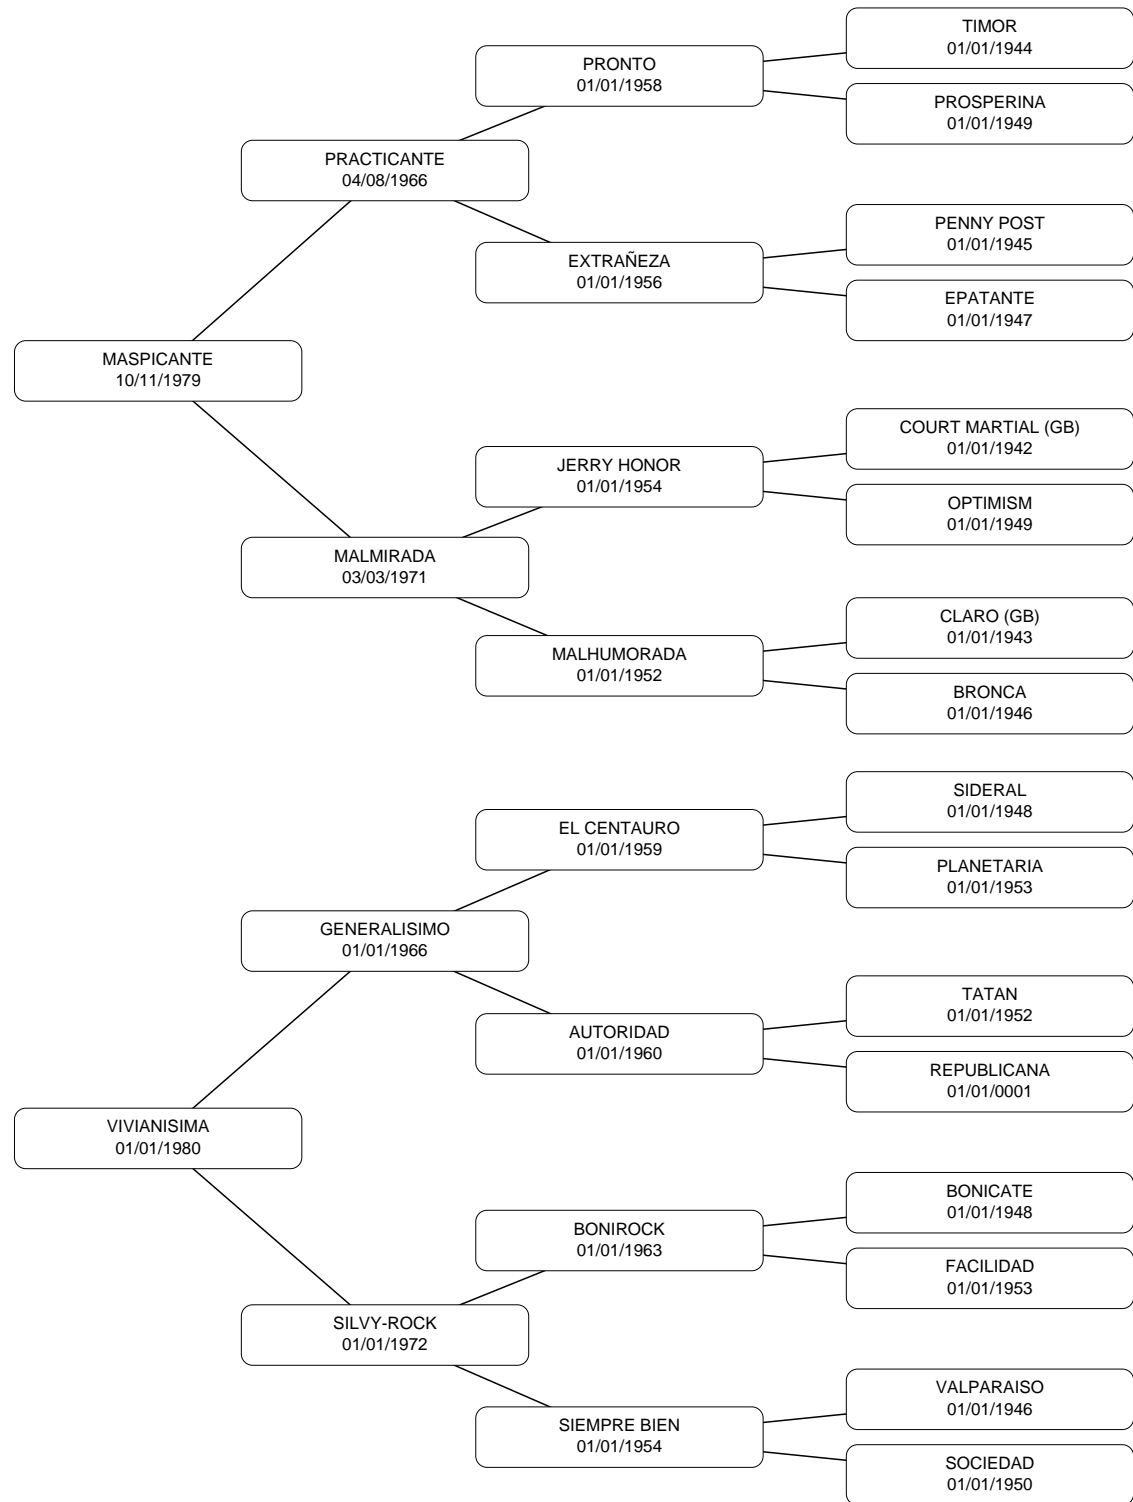 TIMOR
01/01/1944
PRONTO
01/01/1958
PROSPERINA
01/01/1949
PRACTICANTE
04/08/1966
PENNY POST
01/01/1945
EXTRAÑEZA
01/01/1956
EPATANTE
01/01/1947
MASPICANTE
10/11/1979
COURT MARTIAL (GB)
01/01/1942
JERRY HONOR
01/01/1954
OPTIMISM
01/01/1949
MALMIRADA
03/03/1971
CLARO (GB)
01/01/1943
MALHUMORADA
01/01/1952
BRONCA
01/01/1946
SIDERAL
01/01/1948
EL CENTAURO
01/01/1959
PLANETARIA
01/01/1953
GENERALISIMO
01/01/1966
TATAN
01/01/1952
AUTORIDAD
01/01/1960
REPUBLICANA
01/01/0001
VIVIANISIMA
01/01/1980
BONICATE
01/01/1948
BONIROCK
01/01/1963
FACILIDAD
01/01/1953
SILVY-ROCK
01/01/1972
VALPARAISO
01/01/1946
SIEMPRE BIEN
01/01/1954
SOCIEDAD
01/01/1950